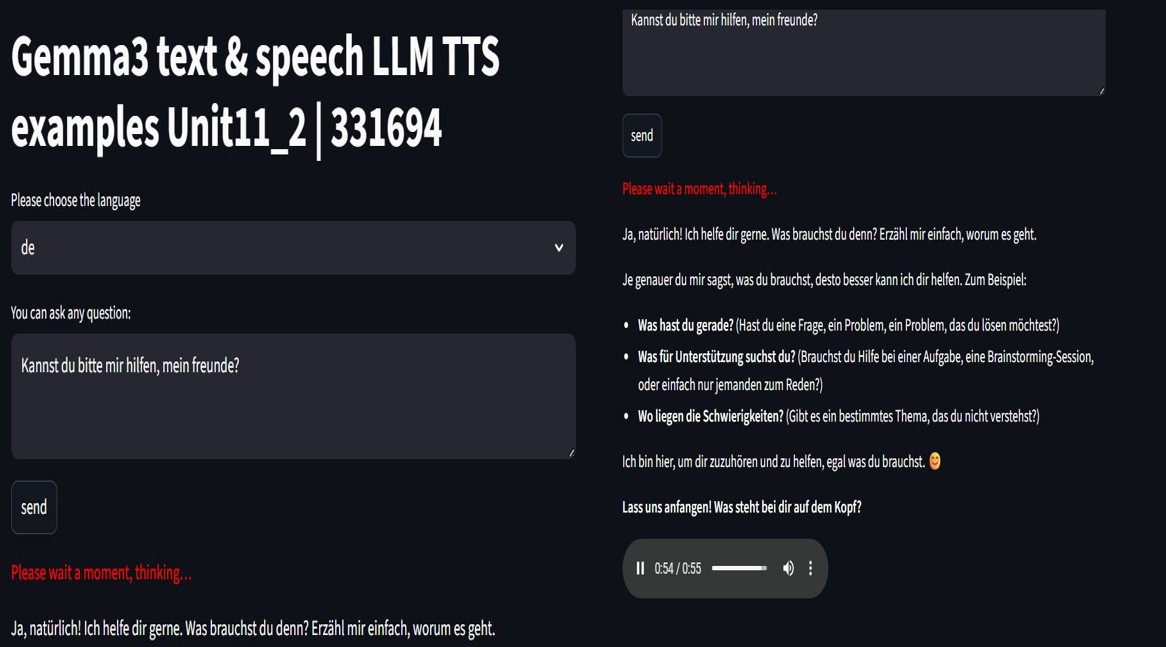 Gemma3 text & speech LLM TTS
examples Unit11_2 | 331694
Please choose the language
de
You can ask any question:
Kannst du bitte mir hilfen, mein freunde?
send
Please wait a moment, thinking...
Ja, natürlich! Ich helfe dir gerne. Was brauchst du denn? Erzähl mir einfach, worum es geht.
Kannst du bitte mir hilfen, mein freunde?
send
Please wait a moment, thinking...
Ja, natürlich! Ich helfe dir gerne. Was brauchst du denn? Erzähl mir einfach, worum es geht.
Je genauer du mir sagst, was du brauchst, desto besser kann ich dir helfen. Zum Beispiel:
• Was hast du gerade? (Hast du eine Frage, ein Problem, ein Problem, das du lösen möchtest?)
• Was für Unterstützung suchst du? (Brauchst du Hilfe bei einer Aufgabe, eine Brainstorming-Session,
oder einfach nur jemanden zum Reden?)
• Wo liegen die Schwierigkeiten? (Gibt es ein bestimmtes Thema, das du nicht verstehst?)
Ich bin hier, um dir zuzuhören und zu helfen, egal was du brauchst. 😊
Lass uns anfangen! Was steht bei dir auf dem Kopf?
0:54 / 0:55